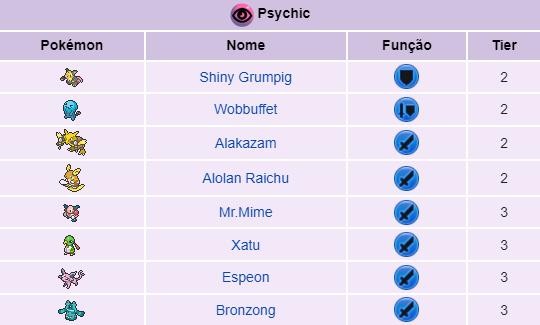 Psychic
Pokémon Nome Função Tier
Shiny Grumpig 2
Wobbuffet 2
Alakazam 2
Alolan Raichu 2
Mr.Mime 3
Xatu 3
Espeon 3
Bronzong 3